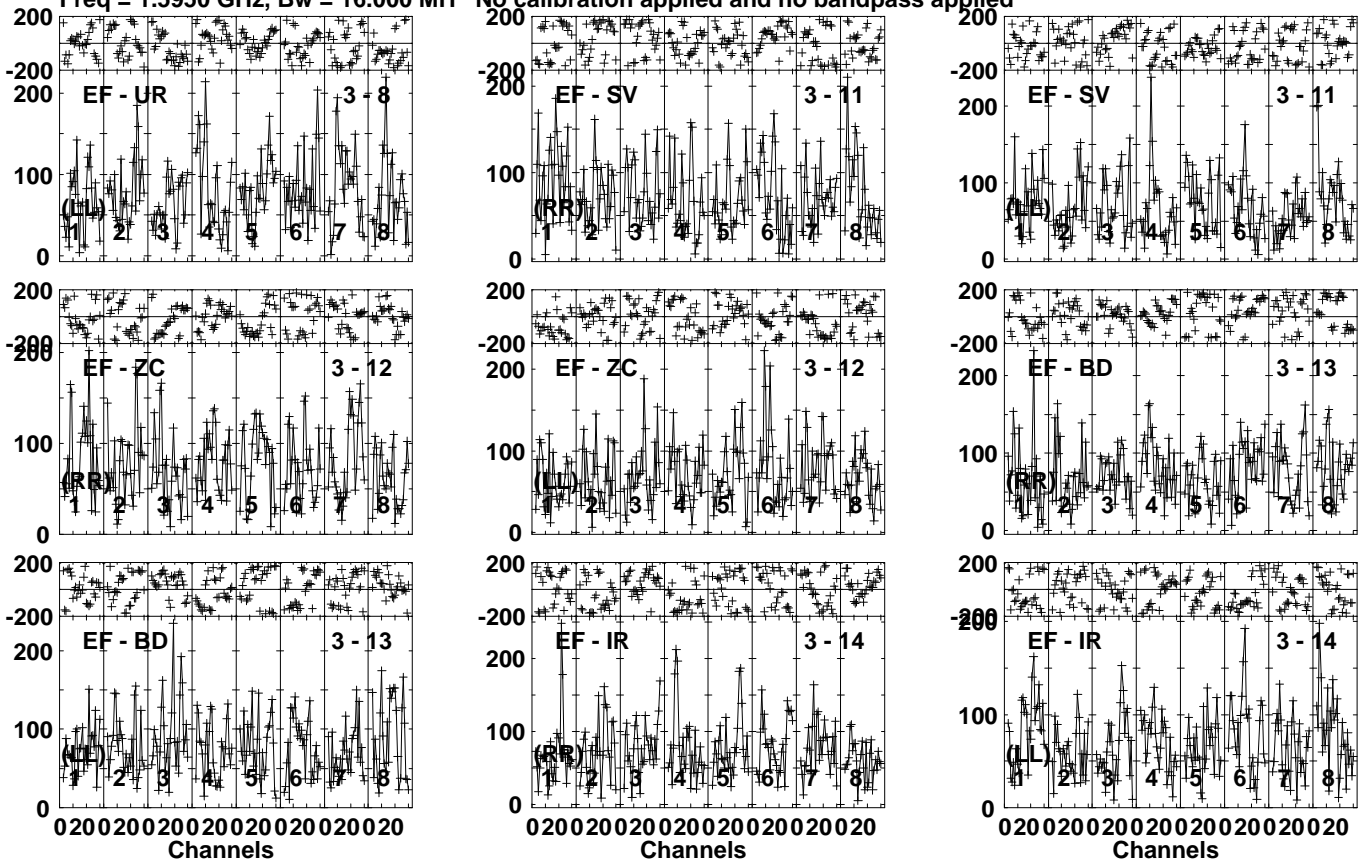 Freq = 1.5950 GHz, Bw = 16.000 MH No calibration applied and no bandpass applied
200 200 200
-200 -200 -200
200 EF - UR 3 - 8 200 EF - SV 3 - 11 200 EF - SV 3 - 11
100 100 100
(LL) (RR) (LL)
1 2 3 4 5 6 7 8 1 2 3 4 5 6 7 8 1 2 3 4 5 6 7 8
0 0 0
200 200 200
-200 -200 -200
200 EF - ZC 3 - 12 200 EF - ZC 3 - 12 200 EF - BD 3 - 13
100 100 100
(RR) (LL) (RR)
1 2 3 4 5 6 7 8 1 2 3 4 5 6 7 8 1 2 3 4 5 6 7 8
0 0 0
200 200 200
-200 -200 -200
200 EF - BD 3 - 13 200 EF - IR 3 - 14 200 EF - IR 3 - 14
100 100 100
(LL) (RR) (LL)
1 2 3 4 5 6 7 8 1 2 3 4 5 6 7 8 1 2 3 4 5 6 7 8
0 0 0
0 20 0 20 0 20 0 20 0 20 0 20 0 20 0 20 0 20 0 20 0 20 0 20 0 20 0 20 0 20 0 20 0 20 0 20 0 20 0 20 0 20 0 20 0 20 0 20
Channels Channels Channels